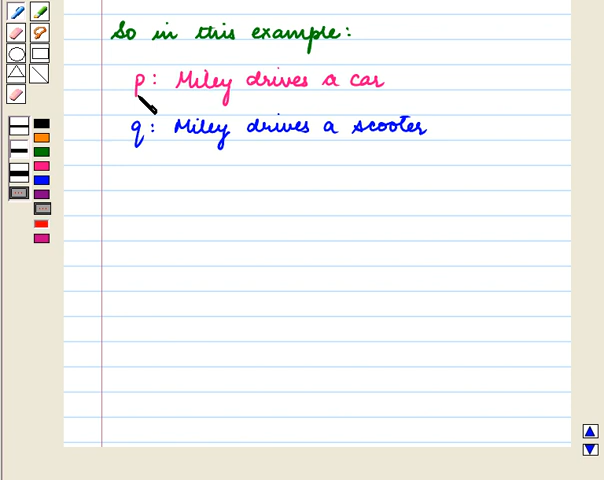 So in this example:
p: Miley drives a car
q: Miley drives a scooter